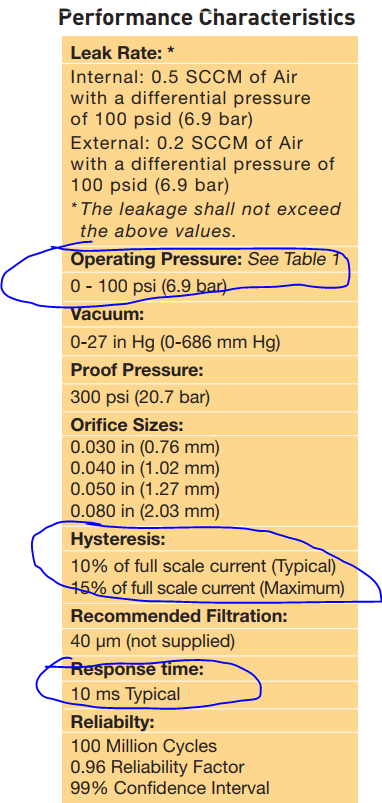 Performance Characteristics
Leak Rate: *
Internal: 0.5 SCCM of Air
with a differential pressure
of 100 psid (6.9 bar)
External: 0.2 SCCM of Air
with a differential pressure of
100 psid (6.9 bar)
*The leakage shall not exceed
the above values.
Operating Pressure: See Table 1
0 - 100 psi (6.9 bar)
Vacuum:
0-27 in Hg (0-686 mm Hg)
Proof Pressure:
300 psi (20.7 bar)
Orifice Sizes:
0.030 in (0.76 mm)
0.040 in (1.02 mm)
0.050 in (1.27 mm)
0.080 in (2.03 mm)
Hysteresis:
10% of full scale current (Typical)
15% of full scale current (Maximum)
Recommended Filtration:
40 µm (not supplied)
Response time:
10 ms Typical
Reliabilty:
100 Million Cycles
0.96 Reliability Factor
99% Confidence Interval